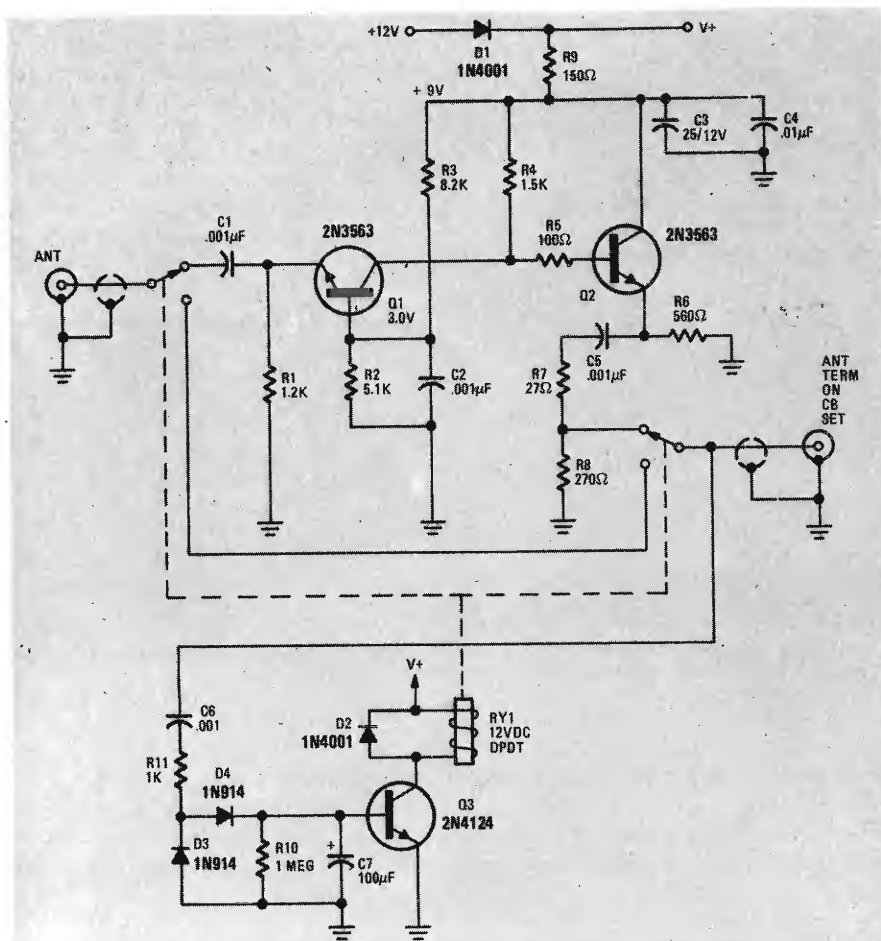 +12V
D1
1N4001
V+
R9
150Ω
+ 9V
R3
8.2K
R4
1.5K
C3
25/12V
C4
.01µF
C1
.001µF
2N3563
R5
100Ω
2N3563
ANT
Q1
3.0V
Q2
R6
560Ω
R1
1.2K
R2
5.1K
C2
.001µF
R7
27Ω
C5
.001µF
ANT
TERM
ON
CB
SET
R8
270Ω
V+
C6
.001
D2
1N4001
RY1
12VDC
DPDT
R11
1K
D4
1N914
Q3
2N4124
D3
1N914
R10
1 MEG
+
C7
100µF